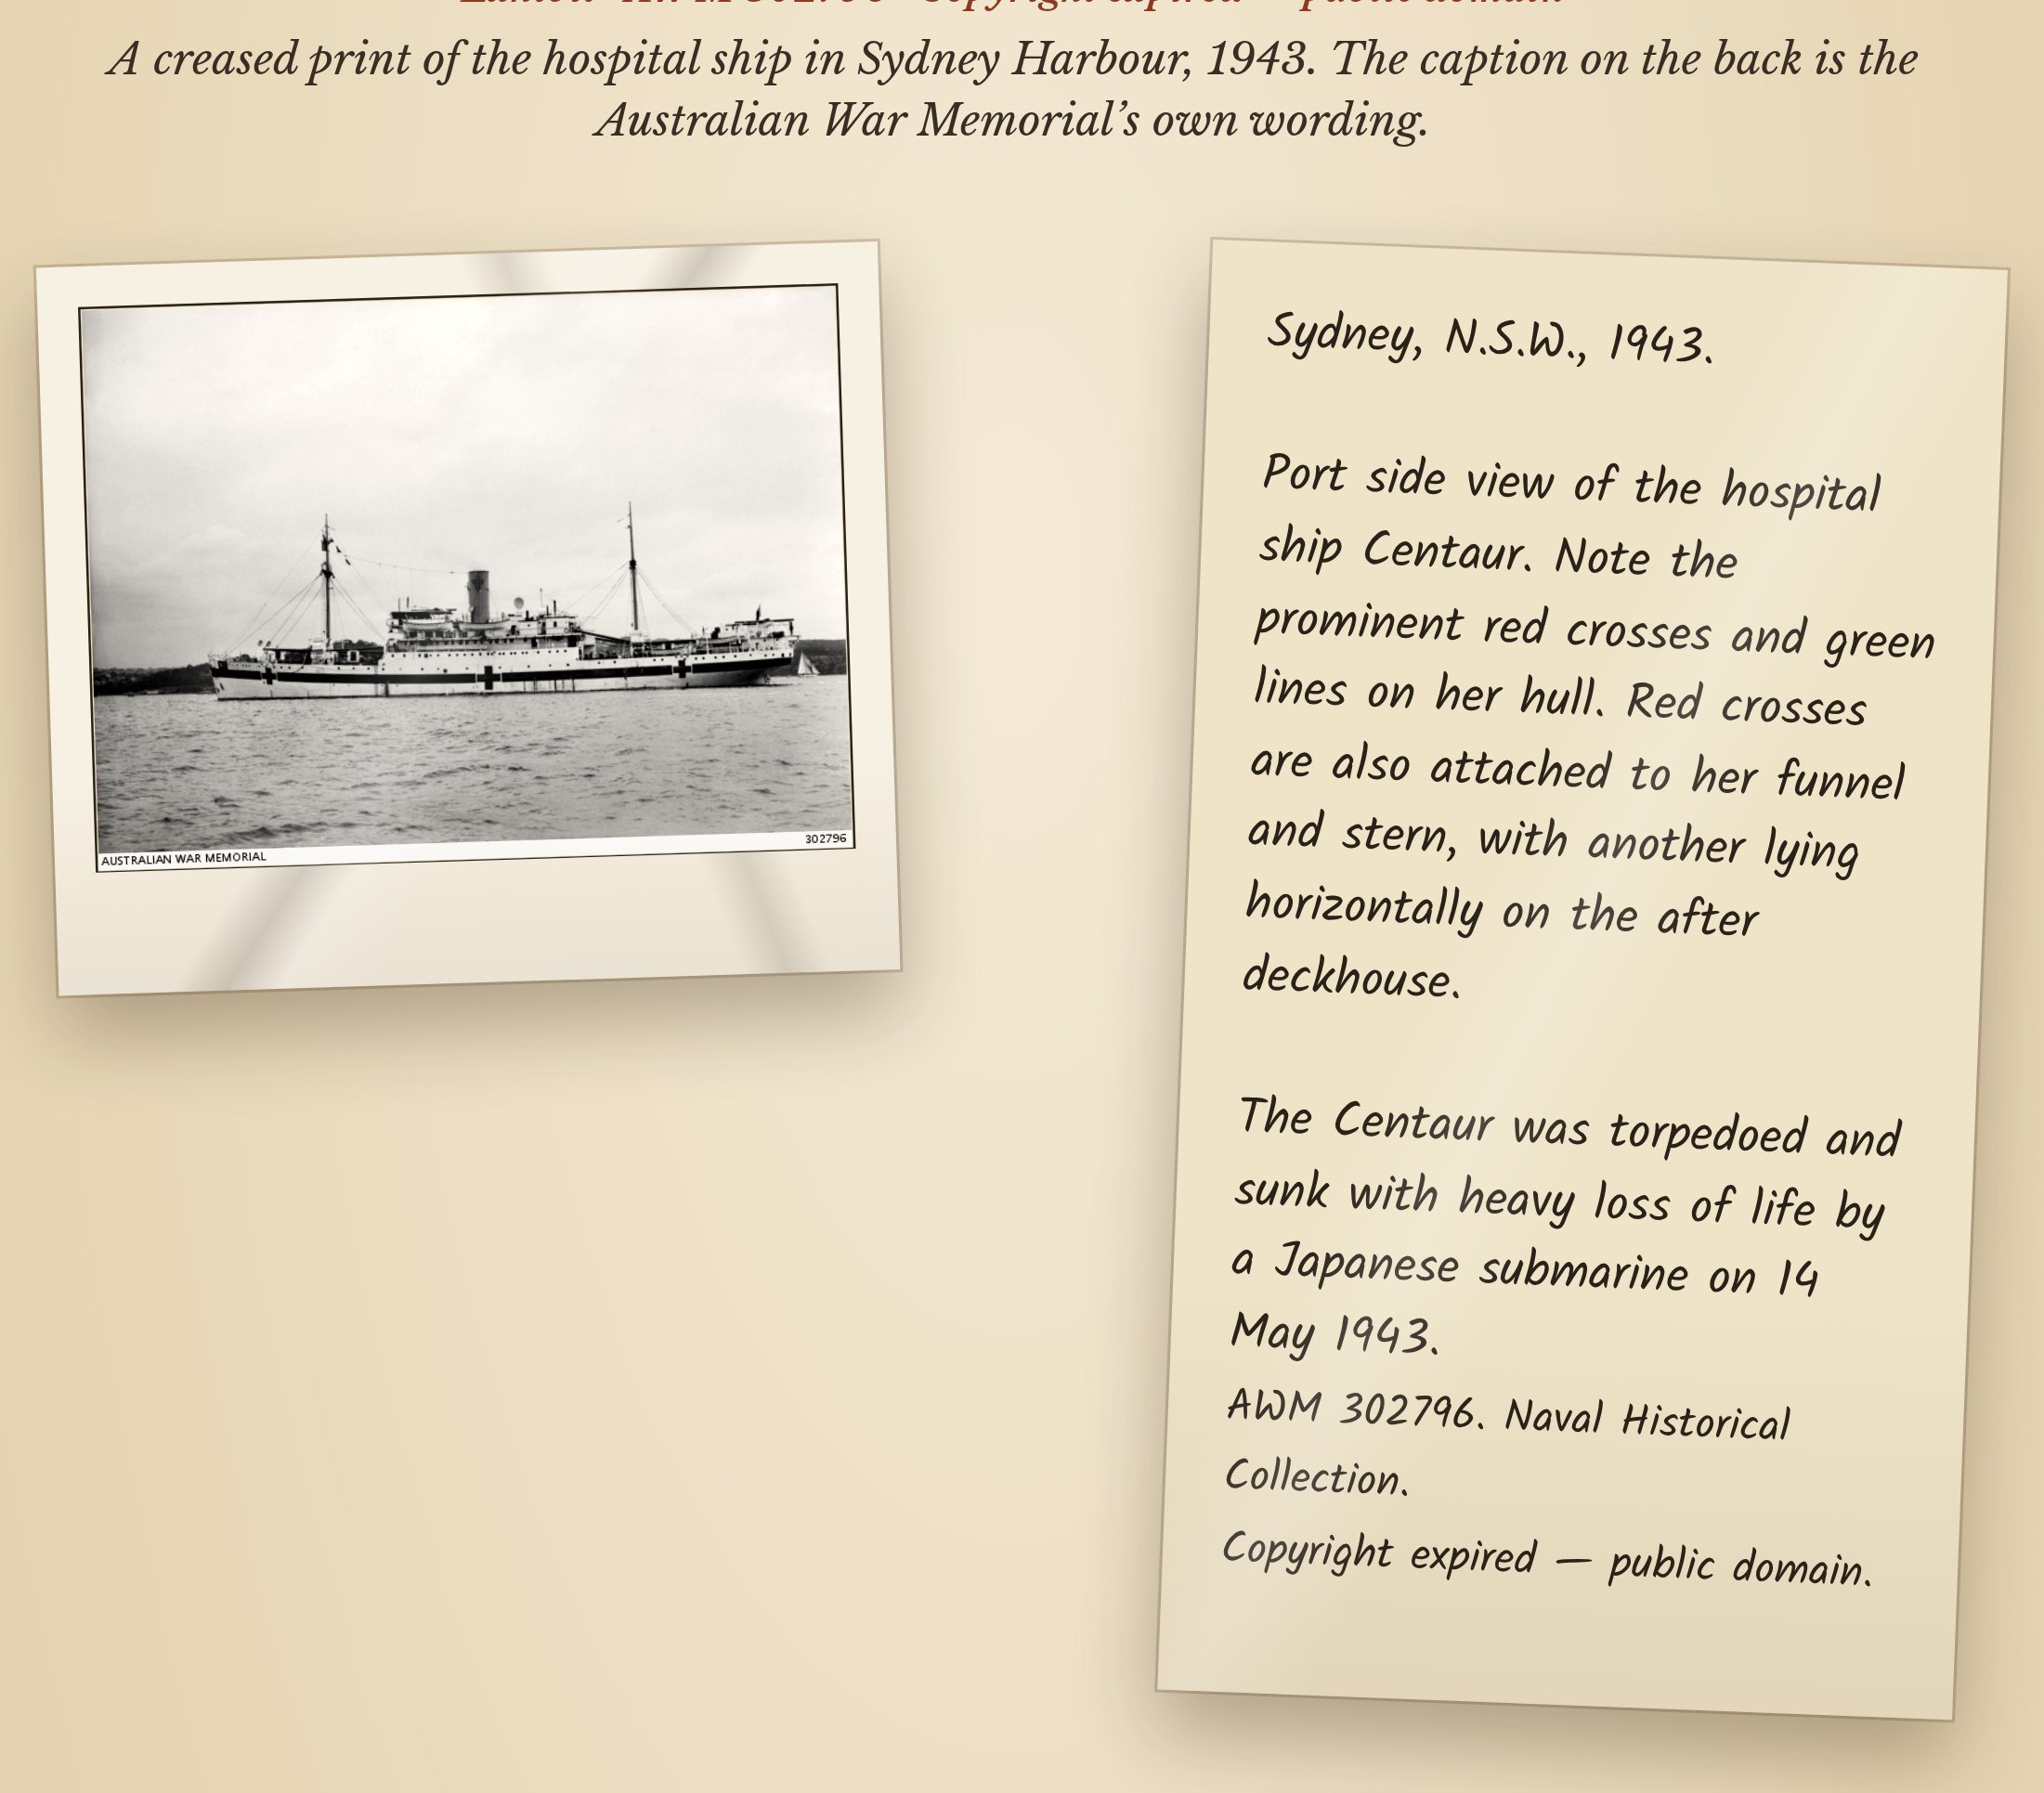 A creased print of the hospital ship in Sydney Harbour, 1943. The caption on the back is the
Australian War Memorial’s own wording.
AUSTRALIAN WAR MEMORIAL
302796
Sydney, N.S.W., 1943.
Port side view of the hospital
ship Centaur. Note the
prominent red crosses and green
lines on her hull. Red crosses
are also attached to her funnel
and stern, with another lying
horizontally on the after
deckhouse.
The Centaur was torpedoed and
sunk with heavy loss of life by
a Japanese submarine on 14
May 1943.
AWM 302796. Naval Historical
Collection.
Copyright expired — public domain.